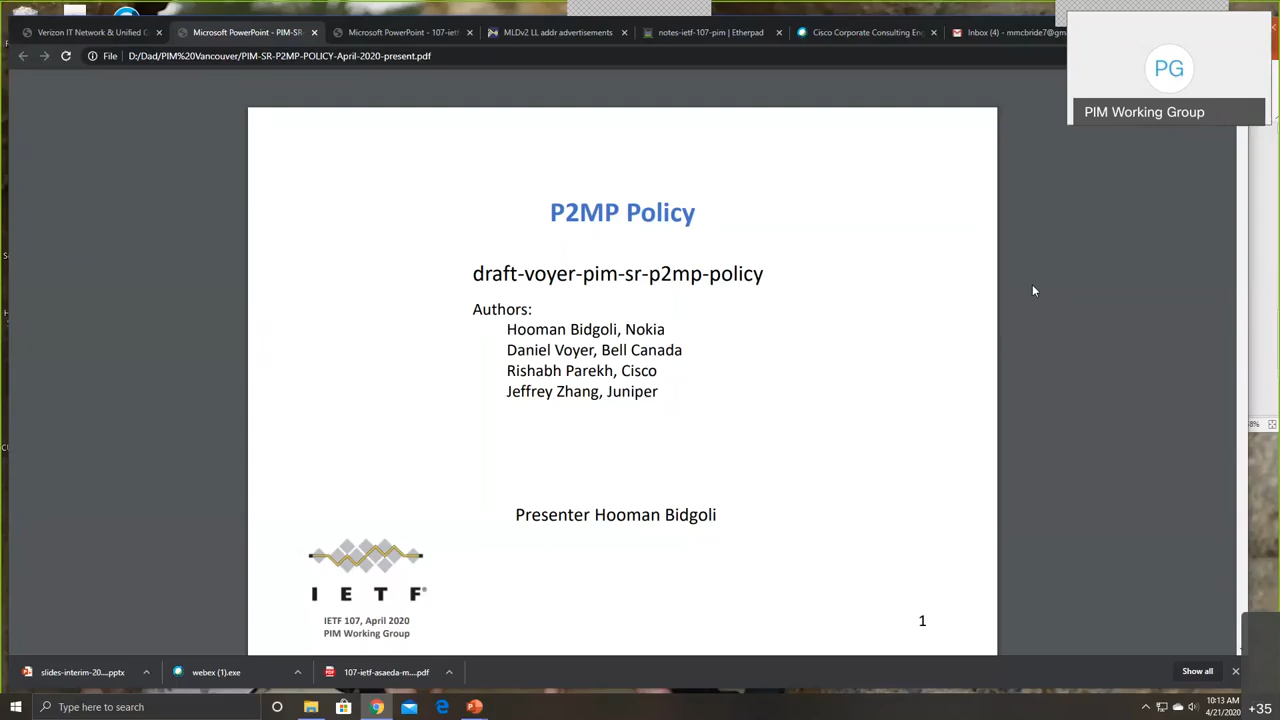 Verizon IT Network & Unified C
Microsoft PowerPoint - PIM-SR-
Microsoft PowerPoint - 107-iet
MLDv2 LL addr advertisements
notes-ietf-107-pim | Etherpad
Cisco Corporate Consulting Eng
Inbox (4) - mmcbride7@gm
File
D:/Dad/PIM%20Vancouver/PIM-SR-P2MP-POLICY-April-2020-present.pdf
PG
PIM Working Group
P2MP Policy
draft-voyer-pim-sr-p2mp-policy
Authors:
Hooman Bidgoli, Nokia
Daniel Voyer, Bell Canada
Rishabh Parekh, Cisco
Jeffrey Zhang, Juniper
Presenter Hooman Bidgoli
IETF®
IETF 107, April 2020
PIM Working Group
1
slides-interim-20....pptx
webex (1).exe
107-ietf-asaeda-m....pdf
Show all
Type here to search
10:13 AM
4/21/2020
+35